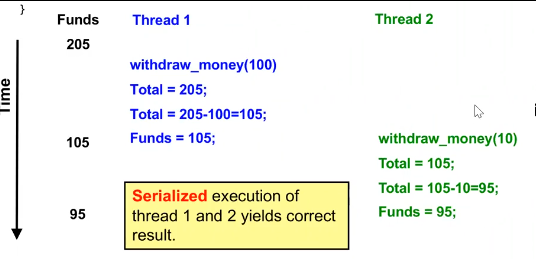 }
Funds Thread 1 Thread 2
205
withdraw_money(100)
Total = 205;
Total = 205-100=105;
Funds = 105;
105
withdraw_money(10)
Total = 105;
Total = 105-10=95;
Funds = 95;
95
Serialized execution of
thread 1 and 2 yields correct
result.
Time